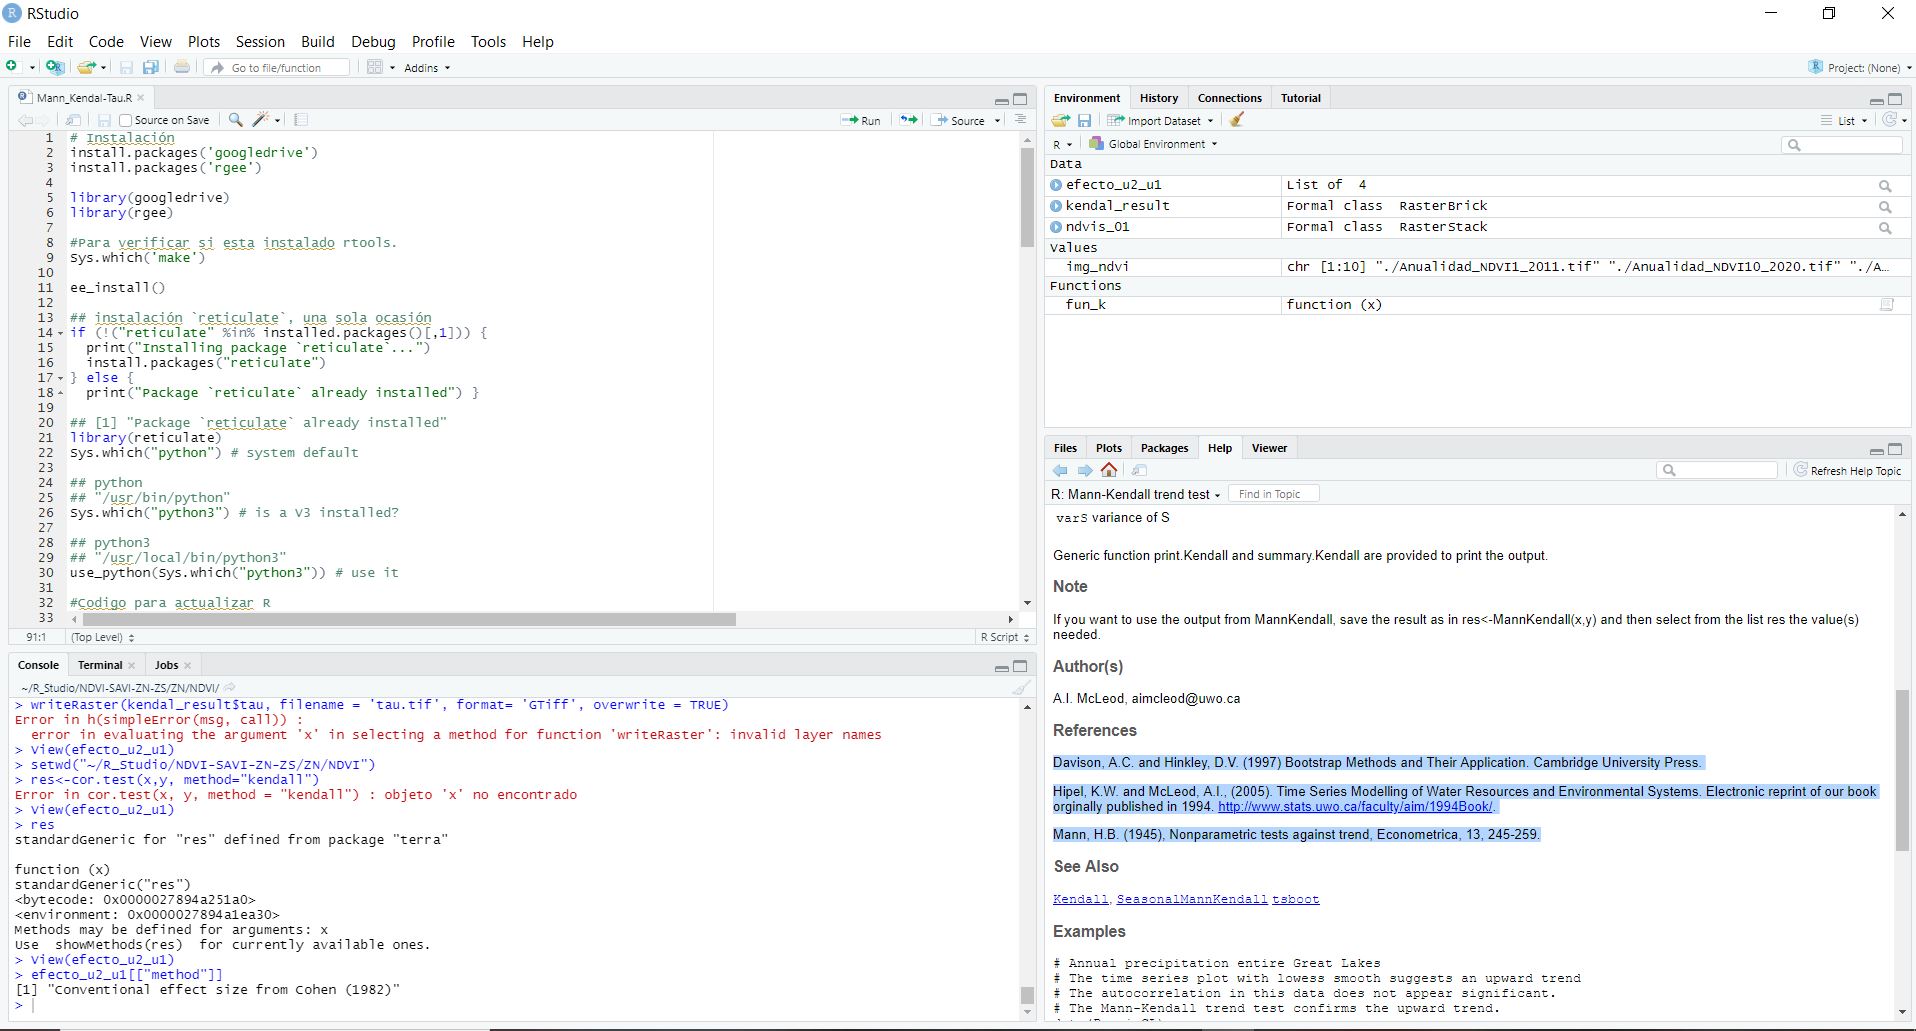 RStudio
File Edit Code View Plots Session Build Debug Profile Tools Help
Go to file/function Addins Project: (None)
Mann_Kendal-Tau.R
Source on Save Run Source
1 # Instalación
2 install.packages('googledrive')
3 install.packages('rgee')
4
5 library(googledrive)
6 library(rgee)
7
8 #Para verificar si esta instalado rtools.
9 Sys.which('make')
10
11 ee_install()
12
13 ## instalación `reticulate`, una sola ocasión
14 if (!("reticulate" %in% installed.packages()[,1])) {
15 print("Installing package `reticulate`...")
16 install.packages("reticulate")
17 } else {
18 print("Package `reticulate` already installed") }
19
20 ## [1] "Package `reticulate` already installed"
21 library(reticulate)
22 Sys.which("python") # system default
23
24 ## python
25 ## "/usr/bin/python"
26 Sys.which("python3") # is a V3 installed?
27
28 ## python3
29 ## "/usr/local/bin/python3"
30 use_python(Sys.which("python3")) # use it
31
32 #Codigo para actualizar R
33
91:1 (Top Level) R Script
Console Terminal Jobs
~/R_Studio/NDVI-SAVI-ZN-ZS/ZN/NDVI/
> writeRaster(kendal_result$tau, filename = 'tau.tif', format= 'GTiff', overwrite = TRUE)
Error in h(simpleError(msg, call)) :
error in evaluating the argument 'x' in selecting a method for function 'writeRaster': invalid layer names
> View(efecto_u2_u1)
> setwd("~/R_Studio/NDVI-SAVI-ZN-ZS/ZN/NDVI")
> res<-cor.test(x,y, method="kendall")
Error in cor.test(x, y, method = "kendall") : objeto 'x' no encontrado
> View(efecto_u2_u1)
> res
standardGeneric for "res" defined from package "terra"
function (x)
standardGeneric("res")
<bytecode: 0x0000027894a251a0>
<environment: 0x0000027894a1ea30>
Methods may be defined for arguments: x
Use showMethods(res) for currently available ones.
> View(efecto_u2_u1)
> efecto_u2_u1[["method"]]
[1] "Conventional effect size from Cohen (1982)"
>
Environment History Connections Tutorial
Import Dataset List
R Global Environment
Data
efecto_u2_u1 List of 4
kendal_result Formal class RasterBrick
ndvis_01 Formal class RasterStack
Values
img_ndvi chr [1:10] "./Anualidad_NDVI1_2011.tif" "./Anualidad_NDVI10_2020.tif" "./A…
Functions
fun_k function (x)
Files Plots Packages Help Viewer
Refresh Help Topic
R: Mann-Kendall trend test Find in Topic
varS variance of S
Generic function print.Kendall and summary.Kendall are provided to print the output.
Note
If you want to use the output from MannKendall, save the result as in res<-MannKendall(x,y) and then select from the list res the value(s)
needed.
Author(s)
A.I. McLeod, aimcleod@uwo.ca
References
Davison, A.C. and Hinkley, D.V. (1997) Bootstrap Methods and Their Application. Cambridge University Press.
Hipel, K.W. and McLeod, A.I., (2005). Time Series Modelling of Water Resources and Environmental Systems. Electronic reprint of our book
orginally published in 1994. http://www.stats.uwo.ca/faculty/aim/1994Book/.
Mann, H.B. (1945), Nonparametric tests against trend, Econometrica, 13, 245-259.
See Also
Kendall, SeasonalMannKendall tsboot
Examples
# Annual precipitation entire Great Lakes
# The time series plot with lowess smooth suggests an upward trend
# The autocorrelation in this data does not appear significant.
# The Mann-Kendall trend test confirms the upward trend.